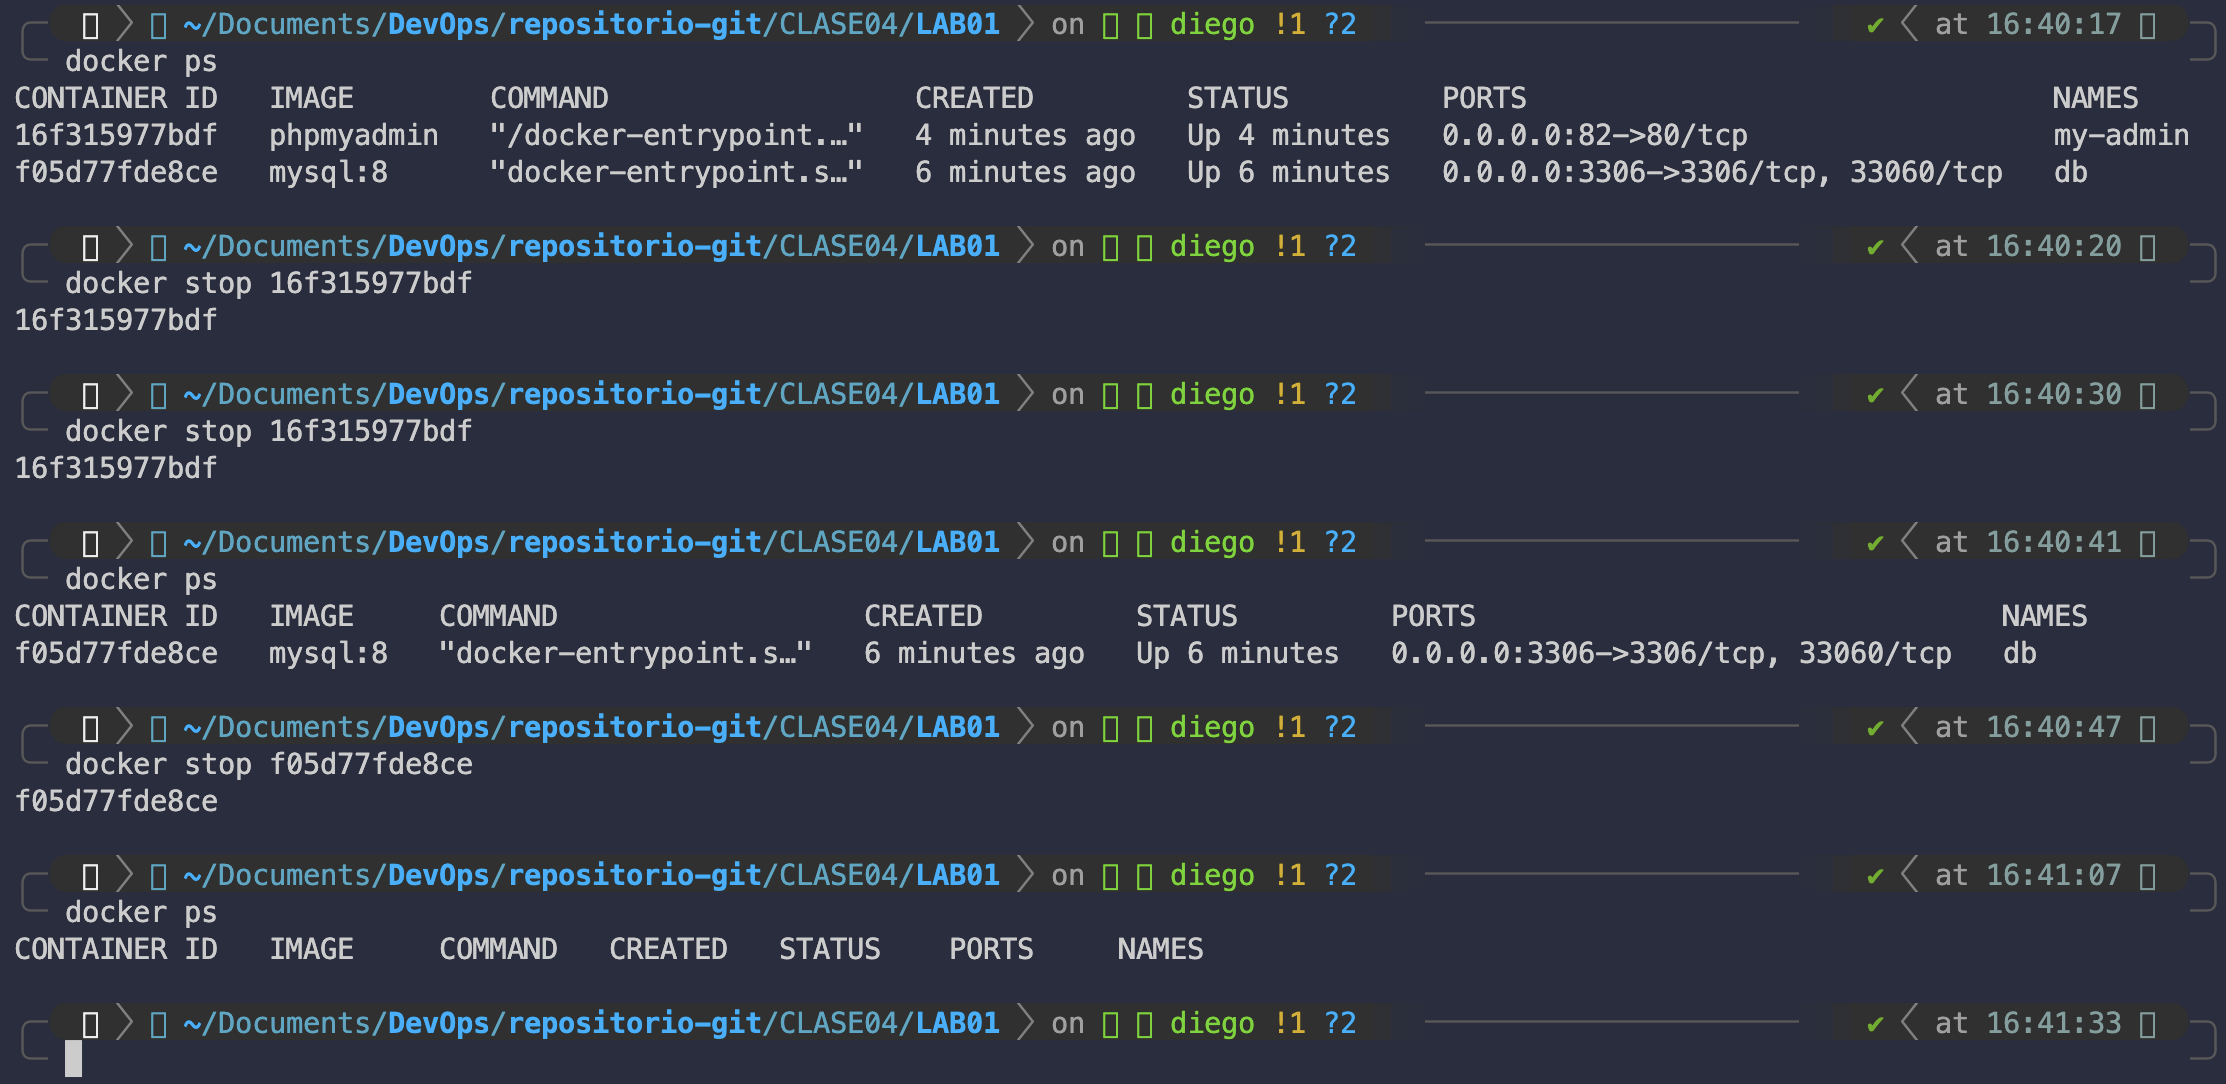 ~/Documents/DevOps/repositorio-git/CLASE04/LAB01 on diego !1 ?2 ✔ at 16:40:17
docker ps
CONTAINER ID IMAGE COMMAND CREATED STATUS PORTS NAMES
16f315977bdf phpmyadmin "/docker-entrypoint.…" 4 minutes ago Up 4 minutes 0.0.0.0:82->80/tcp my-admin
f05d77fde8ce mysql:8 "docker-entrypoint.s…" 6 minutes ago Up 6 minutes 0.0.0.0:3306->3306/tcp, 33060/tcp db
~/Documents/DevOps/repositorio-git/CLASE04/LAB01 on diego !1 ?2 ✔ at 16:40:20
docker stop 16f315977bdf
16f315977bdf
~/Documents/DevOps/repositorio-git/CLASE04/LAB01 on diego !1 ?2 ✔ at 16:40:30
docker stop 16f315977bdf
16f315977bdf
~/Documents/DevOps/repositorio-git/CLASE04/LAB01 on diego !1 ?2 ✔ at 16:40:41
docker ps
CONTAINER ID IMAGE COMMAND CREATED STATUS PORTS NAMES
f05d77fde8ce mysql:8 "docker-entrypoint.s…" 6 minutes ago Up 6 minutes 0.0.0.0:3306->3306/tcp, 33060/tcp db
~/Documents/DevOps/repositorio-git/CLASE04/LAB01 on diego !1 ?2 ✔ at 16:40:47
docker stop f05d77fde8ce
f05d77fde8ce
~/Documents/DevOps/repositorio-git/CLASE04/LAB01 on diego !1 ?2 ✔ at 16:41:07
docker ps
CONTAINER ID IMAGE COMMAND CREATED STATUS PORTS NAMES
~/Documents/DevOps/repositorio-git/CLASE04/LAB01 on diego !1 ?2 ✔ at 16:41:33